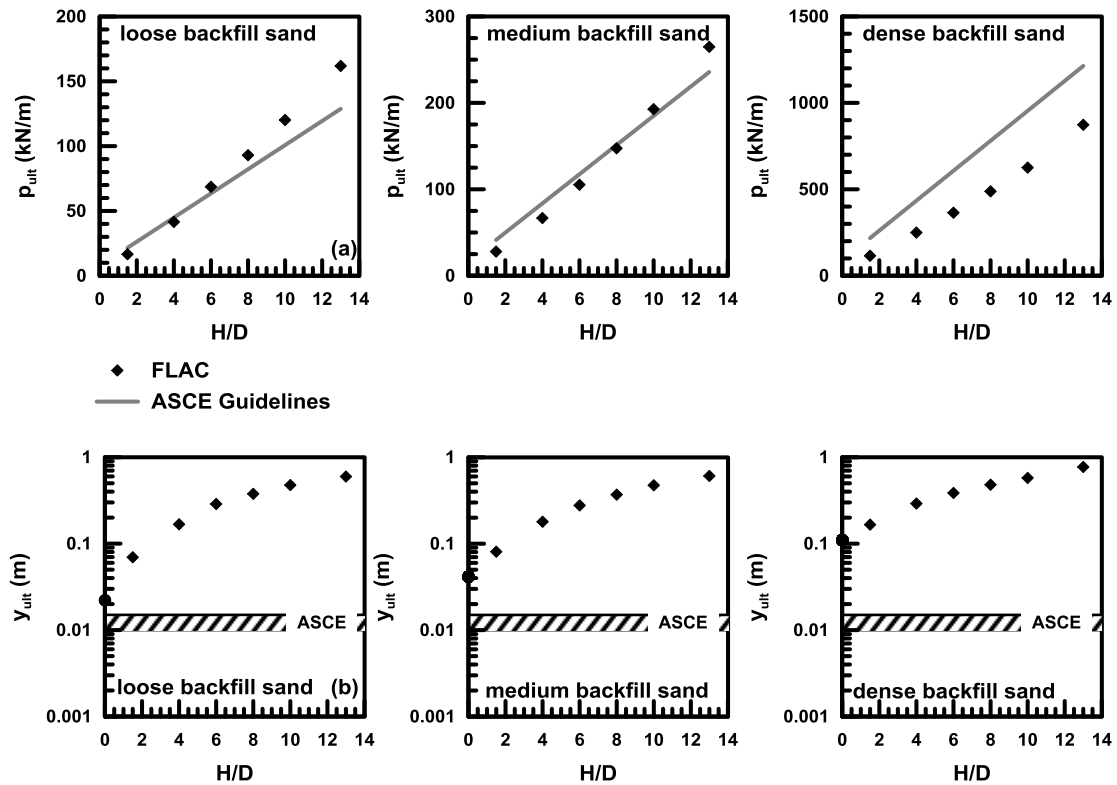 200
150
100
50
0
p_ult (kN/m)
loose backfill sand
(a)
0 2 4 6 8 10 12 14
H/D
300
200
100
0
p_ult (kN/m)
medium backfill sand
0 2 4 6 8 10 12 14
H/D
1500
1000
500
0
p_ult (kN/m)
dense backfill sand
0 2 4 6 8 10 12 14
H/D
FLAC
ASCE Guidelines
1
0.1
0.01
0.001
y_ult (m)
ASCE
loose backfill sand (b)
0 2 4 6 8 10 12 14
H/D
1
0.1
0.01
0.001
y_ult (m)
ASCE
medium backfill sand
0 2 4 6 8 10 12 14
H/D
1
0.1
0.01
0.001
y_ult (m)
ASCE
dense backfill sand
0 2 4 6 8 10 12 14
H/D